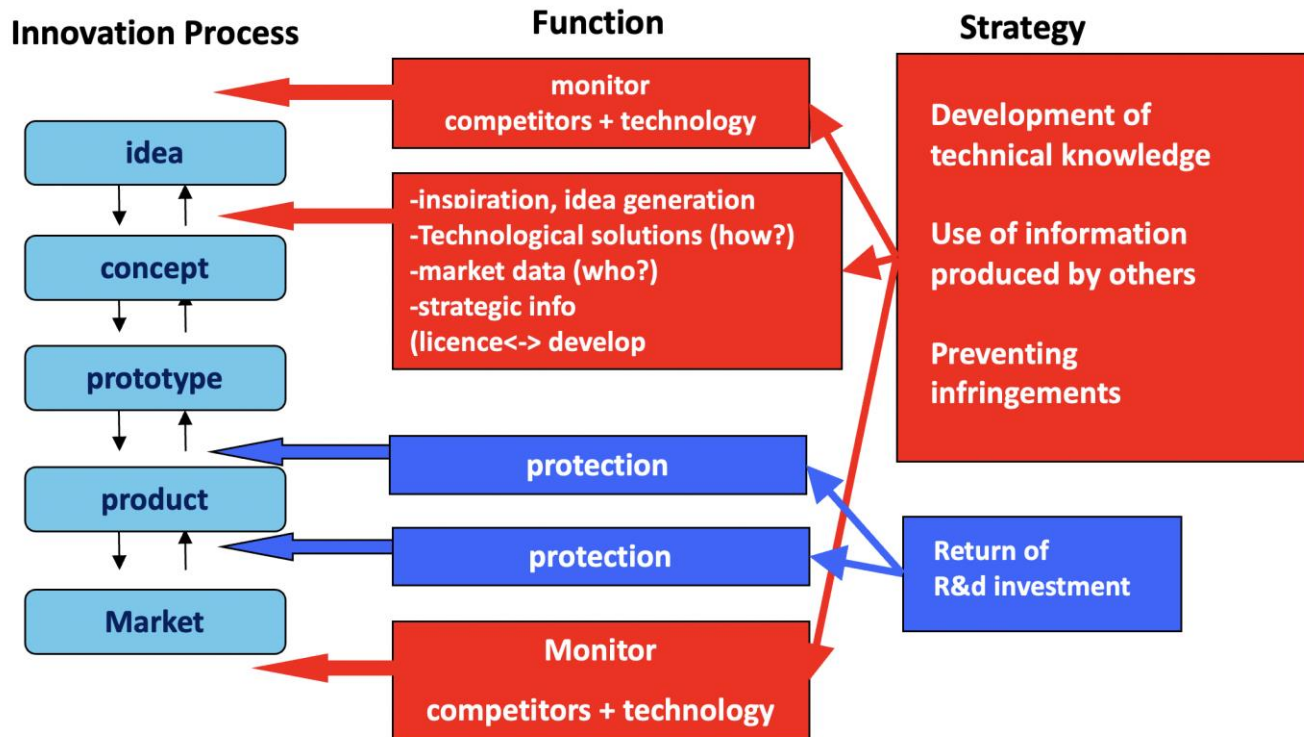 Innovation Process
Function
Strategy
idea
concept
prototype
product
Market
monitor
competitors + technology
-inspiration, idea generation
-Technological solutions (how?)
-market data (who?)
-strategic info
(licence<-> develop
protection
protection
Monitor
competitors + technology
Development of
technical knowledge
Use of information
produced by others
Preventing
infringements
Return of
R&d investment